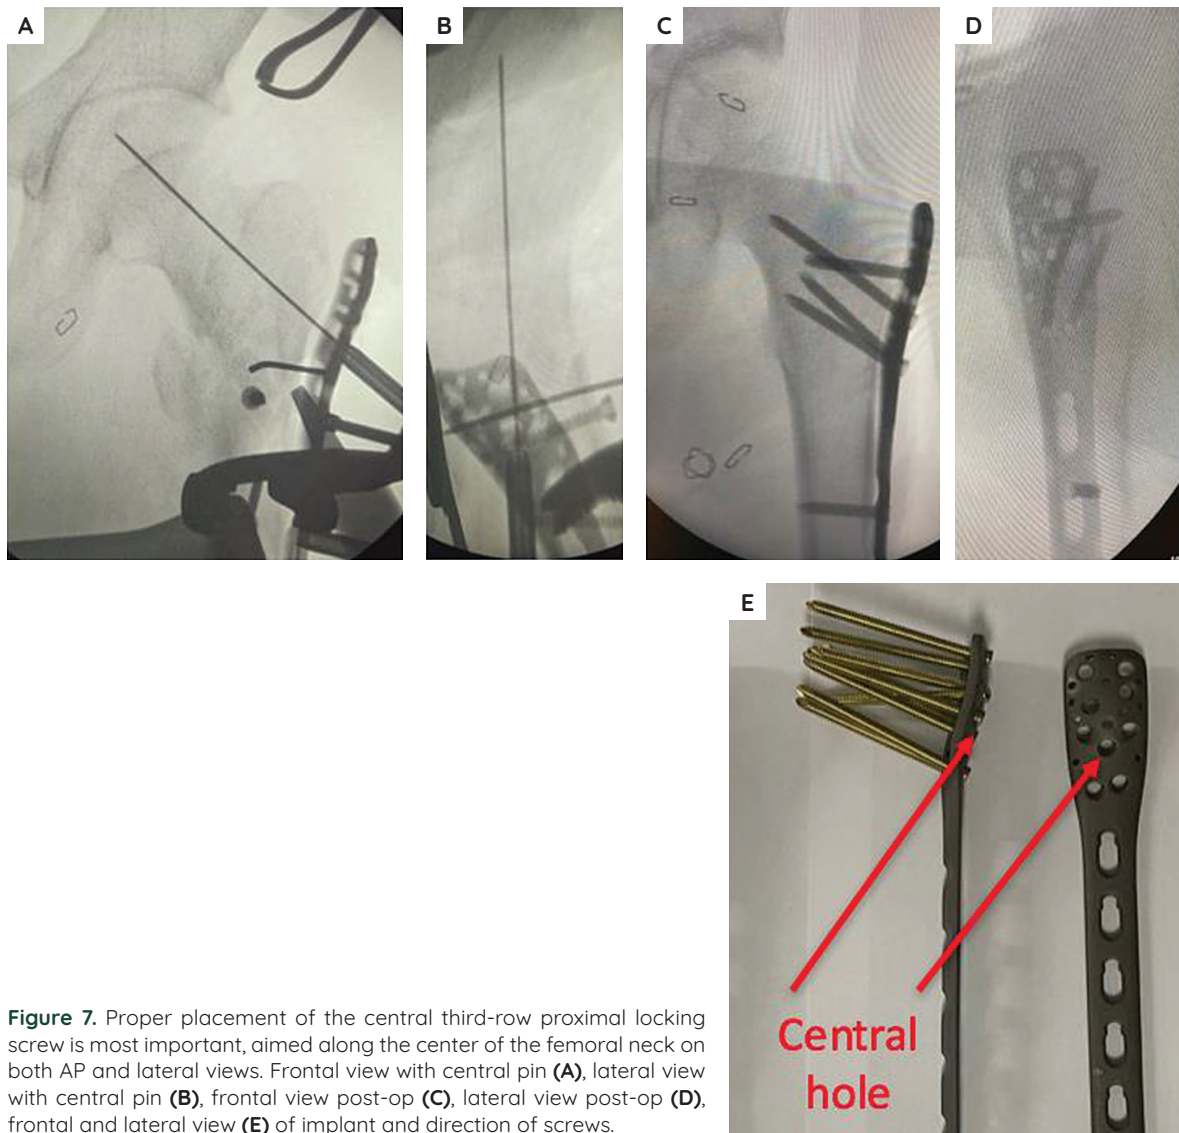 A
B
C
D
E
Central
hole
Figure 7. Proper placement of the central third-row proximal locking
screw is most important, aimed along the center of the femoral neck on
both AP and lateral views. Frontal view with central pin (A), lateral view
with central pin (B), frontal view post-op (C), lateral view post-op (D),
frontal and lateral view (E) of implant and direction of screws.